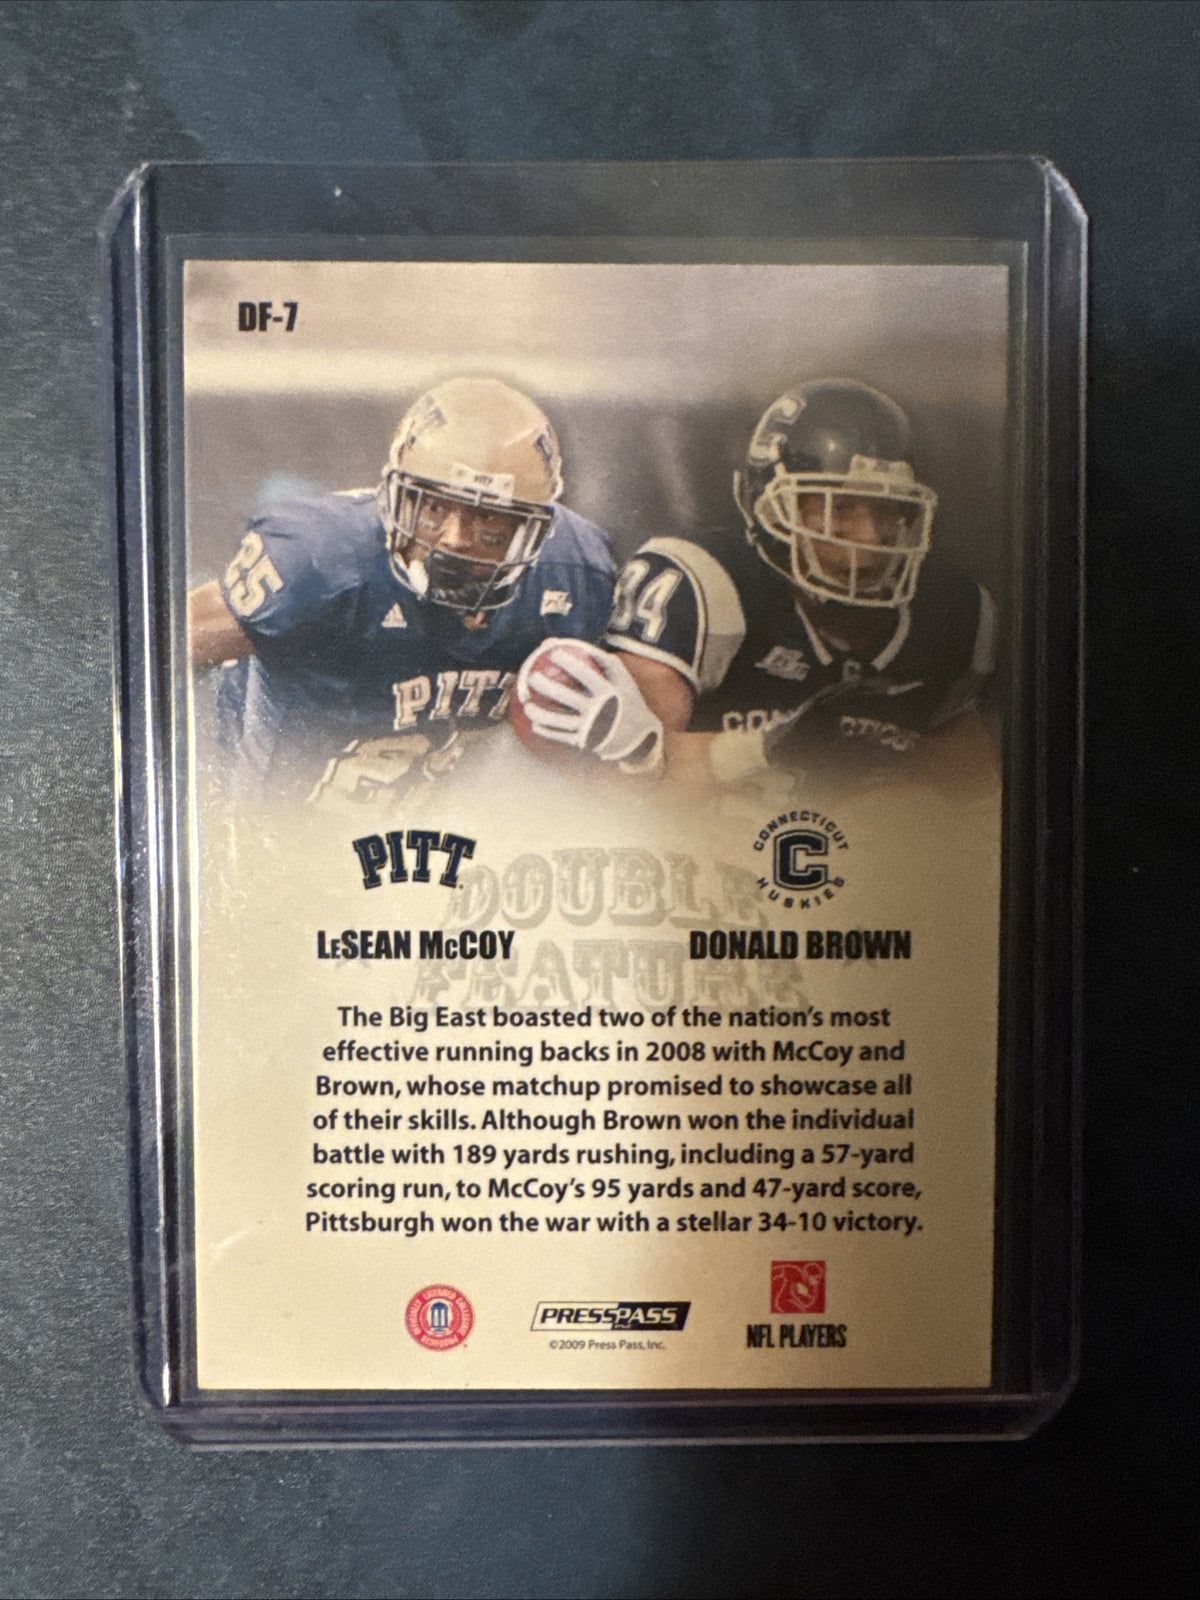 DF-7
25
34
PITT
PITT
CONNECTICUT
C
HUSKIES
DOUBLE
FEATURE
LeSEAN McCOY
DONALD BROWN
The Big East boasted two of the nation's most
effective running backs in 2008 with McCoy and
Brown, whose matchup promised to showcase all
of their skills. Although Brown won the individual
battle with 189 yards rushing, including a 57-yard
scoring run, to McCoy's 95 yards and 47-yard score,
Pittsburgh won the war with a stellar 34-10 victory.
OFFICIALLY LICENSED COLLEGIATE PRODUCTS
PRESSPASS
©2009 Press Pass, Inc.
NFL PLAYERS